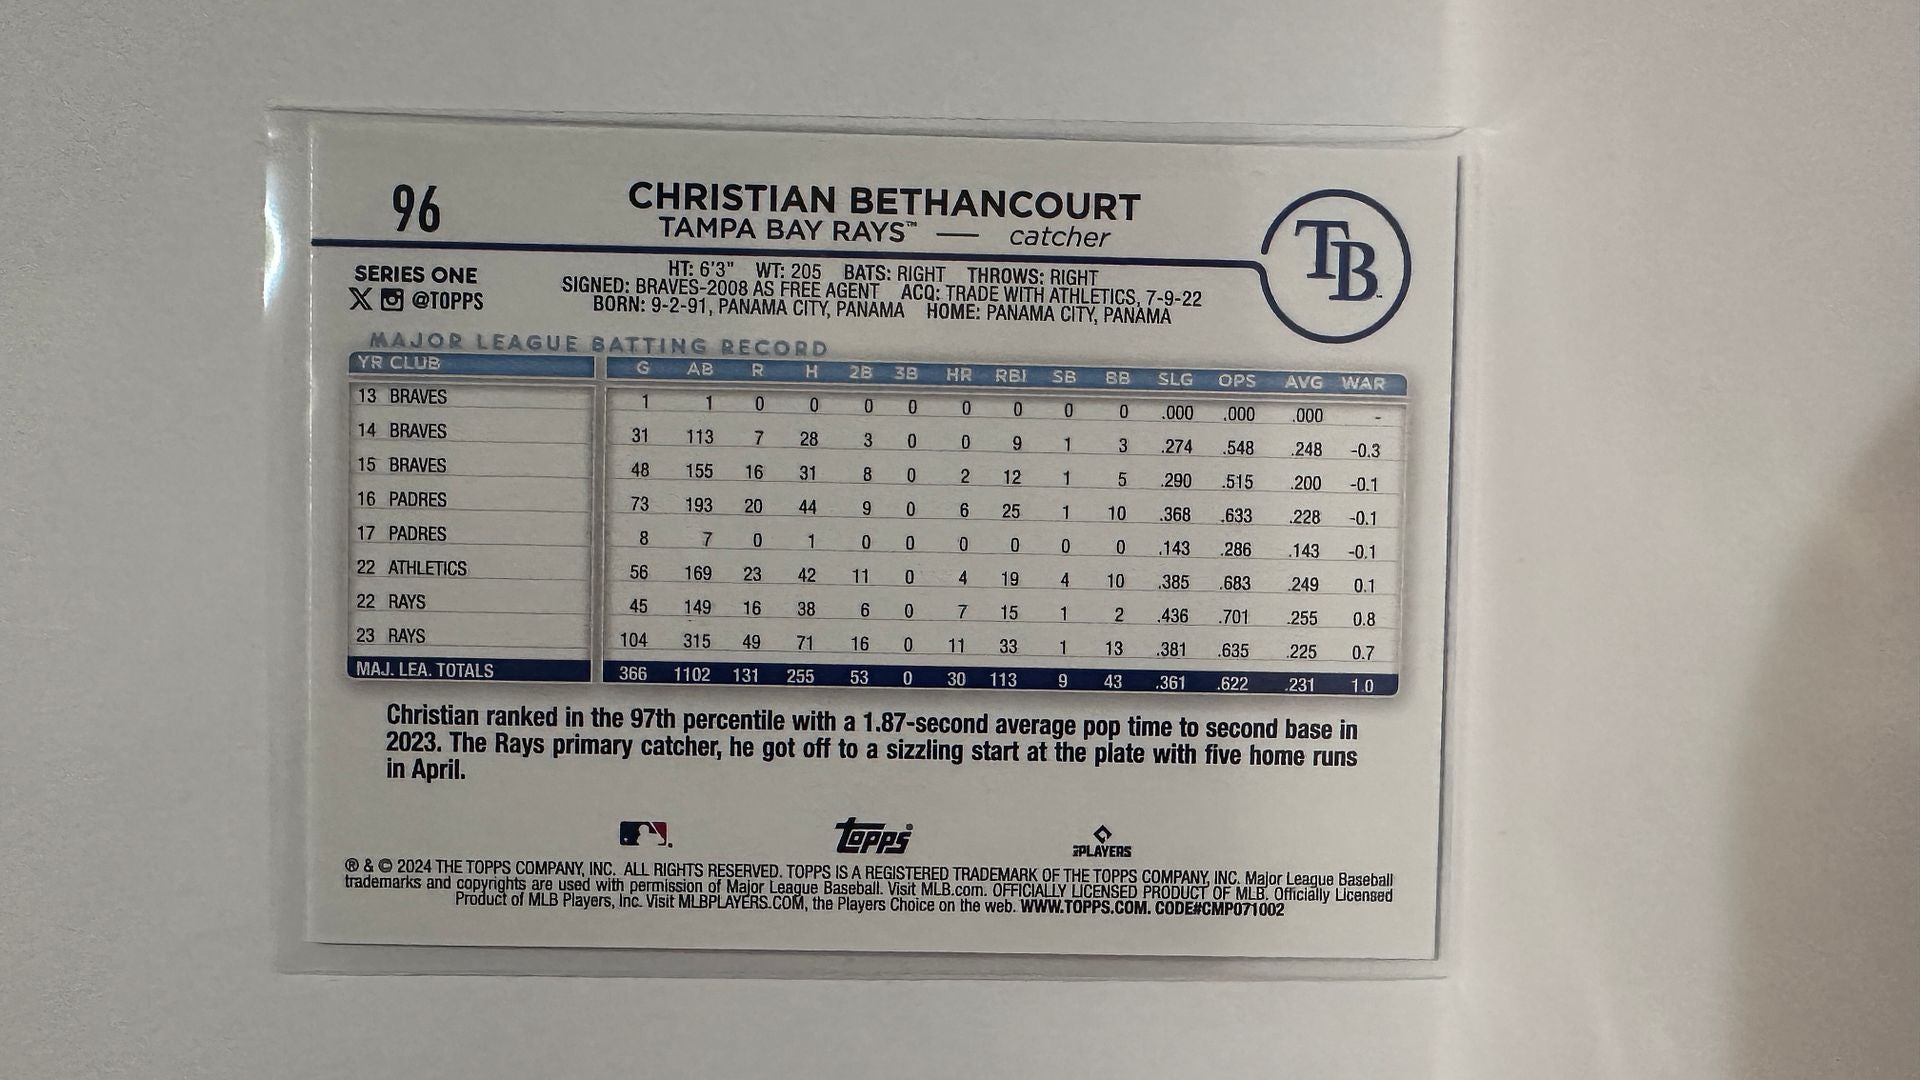 96
CHRISTIAN BETHANCOURT
TAMPA BAY RAYS™ — catcher
TB
SERIES ONE
@TOPPS
HT: 6'3" WT: 205 BATS: RIGHT THROWS: RIGHT
SIGNED: BRAVES-2008 AS FREE AGENT ACQ: TRADE WITH ATHLETICS, 7-9-22
BORN: 9-2-91, PANAMA CITY, PANAMA HOME: PANAMA CITY, PANAMA
MAJOR LEAGUE BATTING RECORD
YR CLUB G AB R H 2B 3B HR RBI SB BB SLG OPS AVG WAR
13 BRAVES 1 1 0 0 0 0 0 0 0 0 .000 .000 .000 -
14 BRAVES 31 113 7 28 3 0 0 9 1 3 .274 .548 .248 -0.3
15 BRAVES 48 155 16 31 8 0 2 12 1 5 .290 .515 .200 -0.1
16 PADRES 73 193 20 44 9 0 6 25 1 10 .368 .633 .228 -0.1
17 PADRES 8 7 0 1 0 0 0 0 0 0 .143 .286 .143 -0.1
22 ATHLETICS 56 169 23 42 11 0 4 19 4 10 .385 .683 .249 0.1
22 RAYS 45 149 16 38 6 0 7 15 1 2 .436 .701 .255 0.8
23 RAYS 104 315 49 71 16 0 11 33 1 13 .381 .635 .225 0.7
MAJ. LEA. TOTALS 366 1102 131 255 53 0 30 113 9 43 .361 .622 .231 1.0
Christian ranked in the 97th percentile with a 1.87-second average pop time to second base in
2023. The Rays primary catcher, he got off to a sizzling start at the plate with five home runs
in April.
Topps®
PLAYERS
® & © 2024 THE TOPPS COMPANY, INC. ALL RIGHTS RESERVED. TOPPS IS A REGISTERED TRADEMARK OF THE TOPPS COMPANY, INC. Major League Baseball
trademarks and copyrights are used with permission of Major League Baseball. Visit MLB.com. OFFICIALLY LICENSED PRODUCT OF MLB. Officially Licensed
Product of MLB Players, Inc. Visit MLBPLAYERS.COM, the Players Choice on the web. WWW.TOPPS.COM. CODE#CMP071002